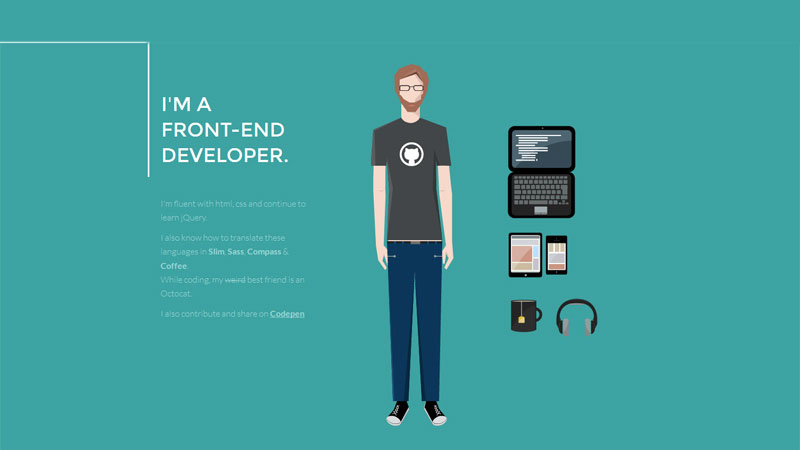 I'M A
FRONT-END
DEVELOPER.
I'm fluent with html, css and continue to
learn jQuery.
I also know how to translate these
languages in Slim, Sass, Compass &
Coffee.
While coding, my weird best friend is an
Octocat.
I also contribute and share on Codepen